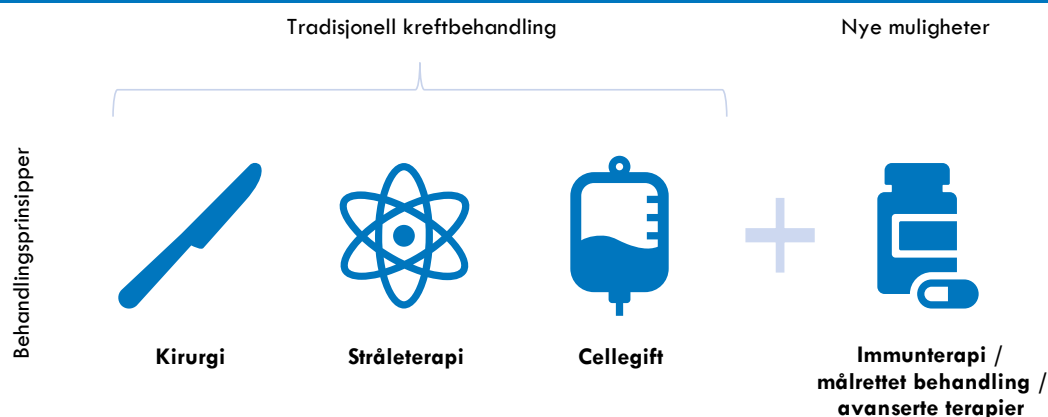 Tradisjonell kreftbehandling
Nye muligheter
Behandlingsprinsipper
Kirurgi
Stråleterapi
Cellegift
Immunterapi /
målrettet behandling /
avanserte terapier